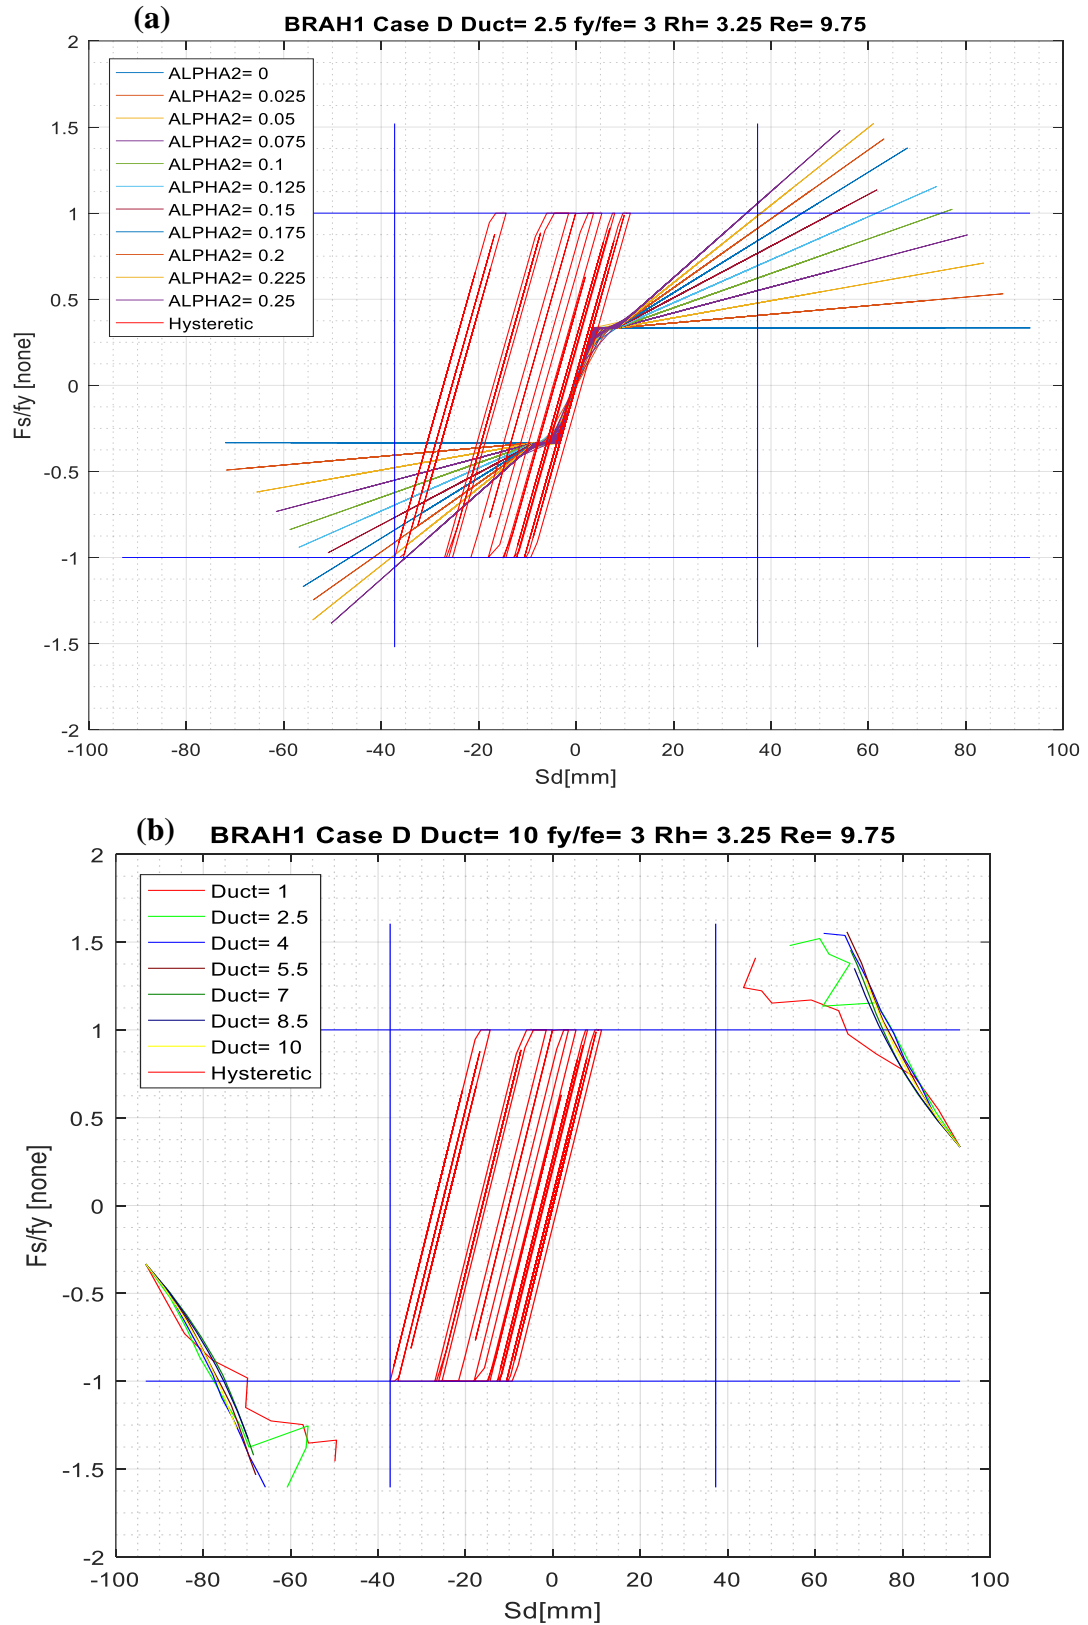 (a)
BRAH1 Case D Duct= 2.5 fy/fe= 3 Rh= 3.25 Re= 9.75
2
1.5
1
0.5
0
-0.5
-1
-1.5
-2
Fs/fy [none]
ALPHA2= 0
ALPHA2= 0.025
ALPHA2= 0.05
ALPHA2= 0.075
ALPHA2= 0.1
ALPHA2= 0.125
ALPHA2= 0.15
ALPHA2= 0.175
ALPHA2= 0.2
ALPHA2= 0.225
ALPHA2= 0.25
Hysteretic
-100 -80 -60 -40 -20 0 20 40 60 80 100
Sd[mm]
(b)
BRAH1 Case D Duct= 10 fy/fe= 3 Rh= 3.25 Re= 9.75
2
1.5
1
0.5
0
-0.5
-1
-1.5
-2
Fs/fy [none]
Duct= 1
Duct= 2.5
Duct= 4
Duct= 5.5
Duct= 7
Duct= 8.5
Duct= 10
Hysteretic
-100 -80 -60 -40 -20 0 20 40 60 80 100
Sd[mm]